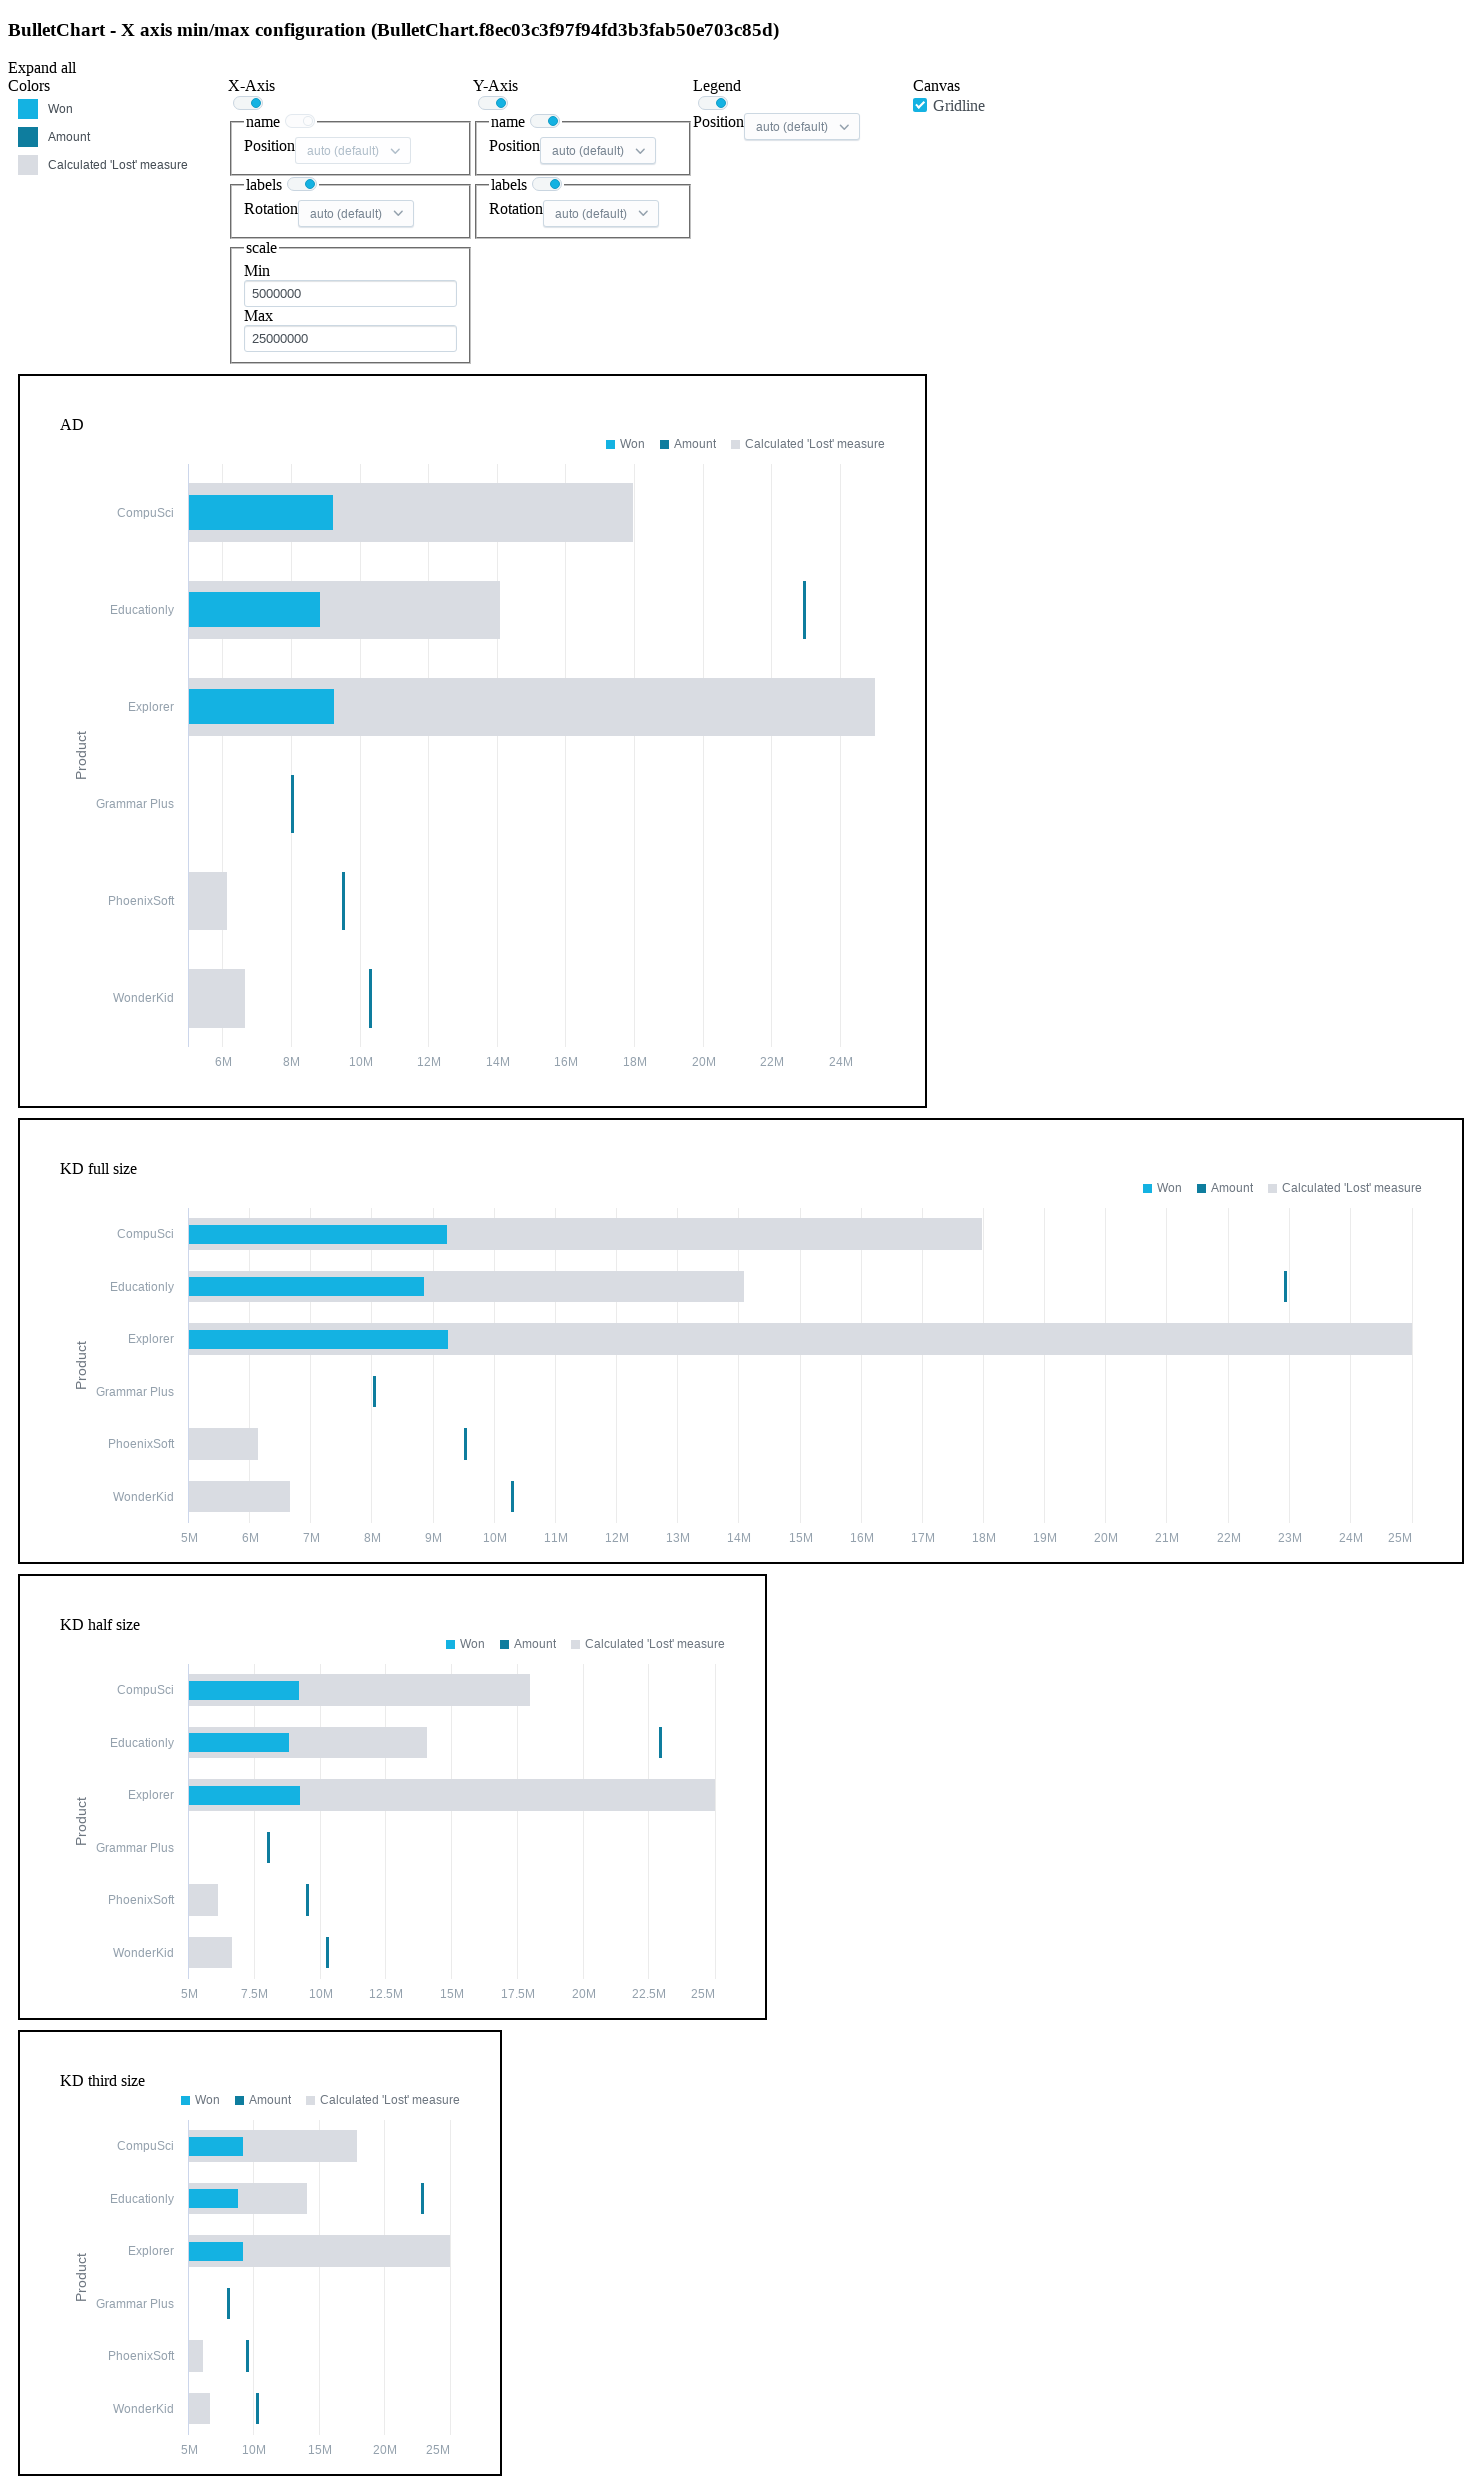 BulletChart - X axis min/max configuration (BulletChart.f8ec03c3f97f94fd3b3fab50e703c85d)
Expand all
Colors
Won
Amount
Calculated 'Lost' measure
X-Axis
name
Position auto (default)
labels
Rotation auto (default)
scale
Min
5000000
Max
25000000
Y-Axis
name
Position auto (default)
labels
Rotation auto (default)
Legend
Position auto (default)
Canvas
Gridline
AD
Won Amount Calculated 'Lost' measure
CompuSci
Educationly
Explorer
Product
Grammar Plus
PhoenixSoft
WonderKid
6M 8M 10M 12M 14M 16M 18M 20M 22M 24M
KD full size
Won Amount Calculated 'Lost' measure
CompuSci
Educationly
Explorer
Product
Grammar Plus
PhoenixSoft
WonderKid
5M 6M 7M 8M 9M 10M 11M 12M 13M 14M 15M 16M 17M 18M 19M 20M 21M 22M 23M 24M 25M
KD half size
Won Amount Calculated 'Lost' measure
CompuSci
Educationly
Explorer
Product
Grammar Plus
PhoenixSoft
WonderKid
5M 7.5M 10M 12.5M 15M 17.5M 20M 22.5M 25M
KD third size
Won Amount Calculated 'Lost' measure
CompuSci
Educationly
Explorer
Product
Grammar Plus
PhoenixSoft
WonderKid
5M 10M 15M 20M 25M